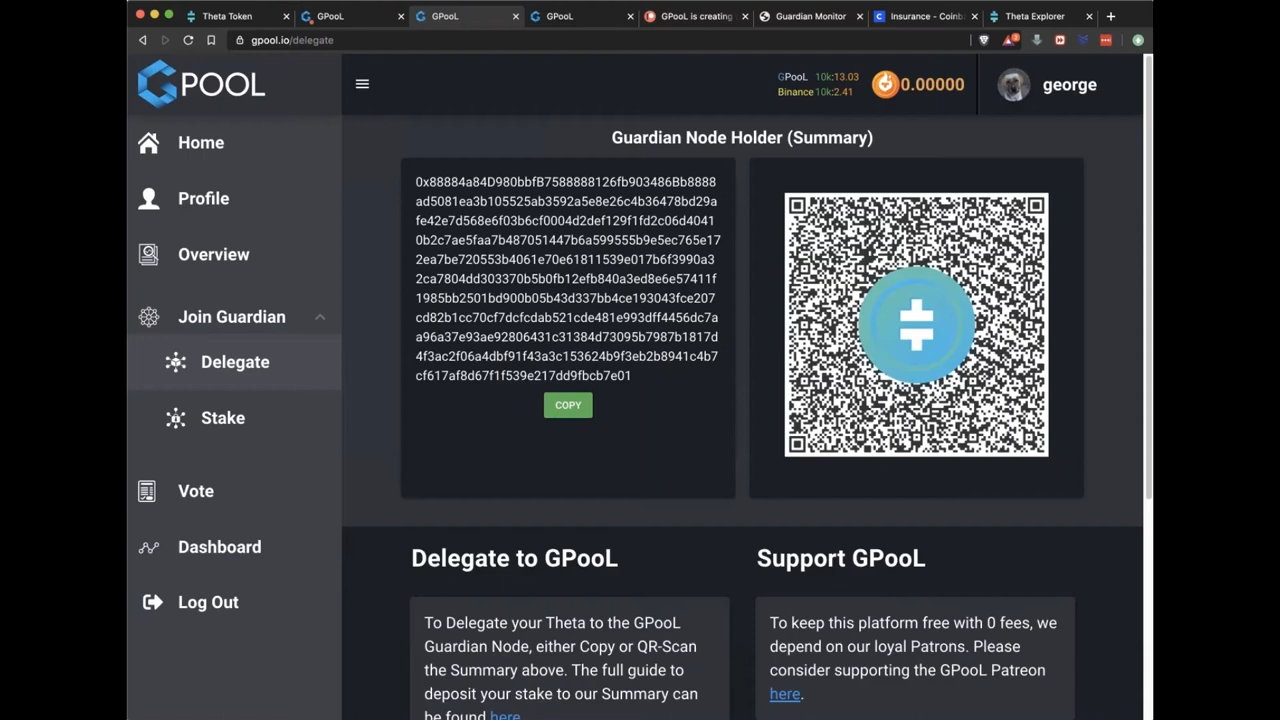 Theta Token
GPooL
GPooL
GPooL
GPooL is creating
Guardian Monitor
Insurance - Coinb
Theta Explorer
gpool.io/delegate
GPOOL
GPooL 10k:13.03
Binance 10k:2.41
0.00000
george
Home
Profile
Overview
Join Guardian
Delegate
Stake
Vote
Dashboard
Log Out
Guardian Node Holder (Summary)
0x88884a84D980bbfB7588888126fb903486Bb8888
ad5081ea3b105525ab3592a5e8e26c4b36478bd29a
fe42e7d568e6f03b6cf0004d2def129f1fd2c06d4041
0b2c7ae5faa7b487051447b6a599555b9e5ec765e17
2ea7be720553b4061e70e61811539e017b6f3990a3
2ca7804dd303370b5b0fb12efb840a3ed8e6e57411f
1985bb2501bd900b05b43d337bb4ce193043fce207
cd82b1cc70cf7dcfcdab521cde481e993dff4456dc7a
a96a37e93ae92806431c31384d73095b7987b1817d
4f3ac2f06a4dbf91f43a3c153624b9f3eb2b8941c4b7
cf617af8d67f1f539e217dd9fbcb7e01
COPY
Delegate to GPooL
To Delegate your Theta to the GPooL
Guardian Node, either Copy or QR-Scan
the Summary above. The full guide to
deposit your stake to our Summary can
be found here
Support GPooL
To keep this platform free with 0 fees, we
depend on our loyal Patrons. Please
consider supporting the GPooL Patreon
here.